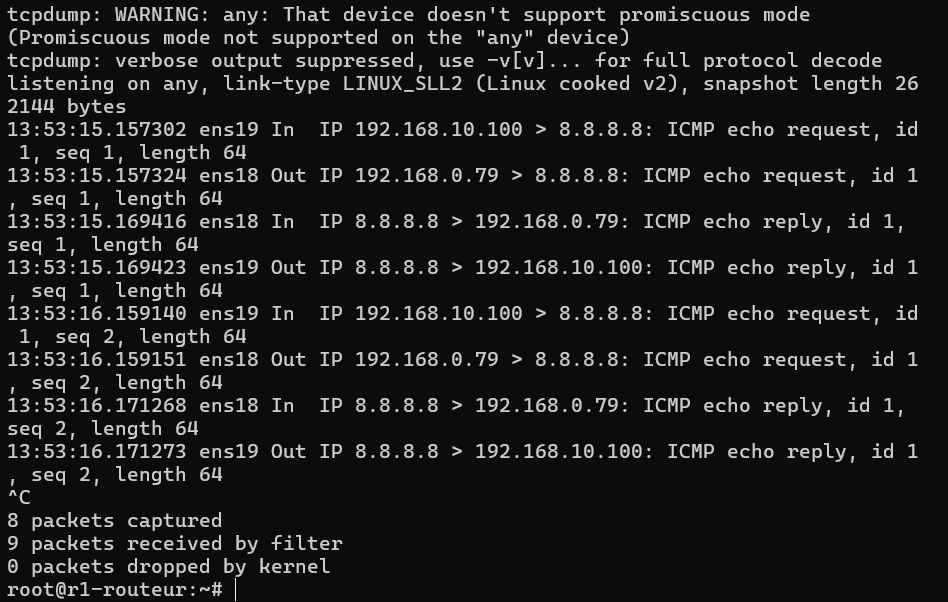 tcpdump: WARNING: any: That device doesn't support promiscuous mode
(Promiscuous mode not supported on the "any" device)
tcpdump: verbose output suppressed, use -v[v]... for full protocol decode
listening on any, link-type LINUX_SLL2 (Linux cooked v2), snapshot length 26
2144 bytes
13:53:15.157302 ens19 In  IP 192.168.10.100 > 8.8.8.8: ICMP echo request, id
 1, seq 1, length 64
13:53:15.157324 ens18 Out IP 192.168.0.79 > 8.8.8.8: ICMP echo request, id 1
, seq 1, length 64
13:53:15.169416 ens18 In  IP 8.8.8.8 > 192.168.0.79: ICMP echo reply, id 1,
seq 1, length 64
13:53:15.169423 ens19 Out IP 8.8.8.8 > 192.168.10.100: ICMP echo reply, id 1
, seq 1, length 64
13:53:16.159140 ens19 In  IP 192.168.10.100 > 8.8.8.8: ICMP echo request, id
 1, seq 2, length 64
13:53:16.159151 ens18 Out IP 192.168.0.79 > 8.8.8.8: ICMP echo request, id 1
, seq 2, length 64
13:53:16.171268 ens18 In  IP 8.8.8.8 > 192.168.0.79: ICMP echo reply, id 1,
seq 2, length 64
13:53:16.171273 ens19 Out IP 8.8.8.8 > 192.168.10.100: ICMP echo reply, id 1
, seq 2, length 64
^C
8 packets captured
9 packets received by filter
0 packets dropped by kernel
root@r1-routeur:~#